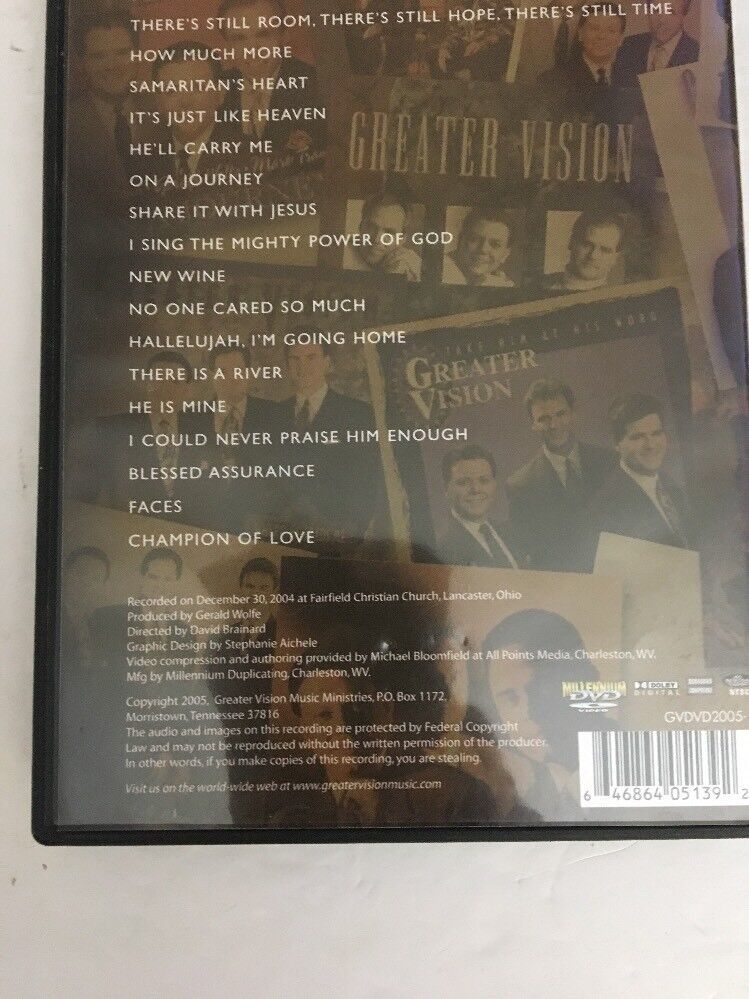 THERE'S STILL ROOM, THERE'S STILL HOPE, THERE'S STILL TIME
HOW MUCH MORE
SAMARITAN'S HEART
IT'S JUST LIKE HEAVEN
HE'LL CARRY ME
ON A JOURNEY
SHARE IT WITH JESUS
I SING THE MIGHTY POWER OF GOD
NEW WINE
NO ONE CARED SO MUCH
HALLELUJAH, I'M GOING HOME
THERE IS A RIVER
HE IS MINE
I COULD NEVER PRAISE HIM ENOUGH
BLESSED ASSURANCE
FACES
CHAMPION OF LOVE
GREATER VISION
TAKE HIM AT HIS WORD
GREATER
VISION
Recorded on December 30, 2004 at Fairfield Christian Church, Lancaster, Ohio
Produced by Gerald Wolfe
Directed by David Brainard
Graphic Design by Stephanie Aichele
Video compression and authoring provided by Michael Bloomfield at All Points Media, Charleston, WV.
Mfg by Millennium Duplicating, Charleston, WV.
Copyright 2005, Greater Vision Music Ministries, P.O. Box 1172,
Morristown, Tennessee 37816
The audio and images on this recording are protected by Federal Copyright
Law and may not be reproduced without the written permission of the producer.
In other words, if you make copies of this recording, you are stealing.
Visit us on the world-wide web at www.greatervisionmusic.com
MILLENNIUM
DVD
VIDEO
DOLBY
DIGITAL
NTSC
GVDVD2005
6 46864 05139 2